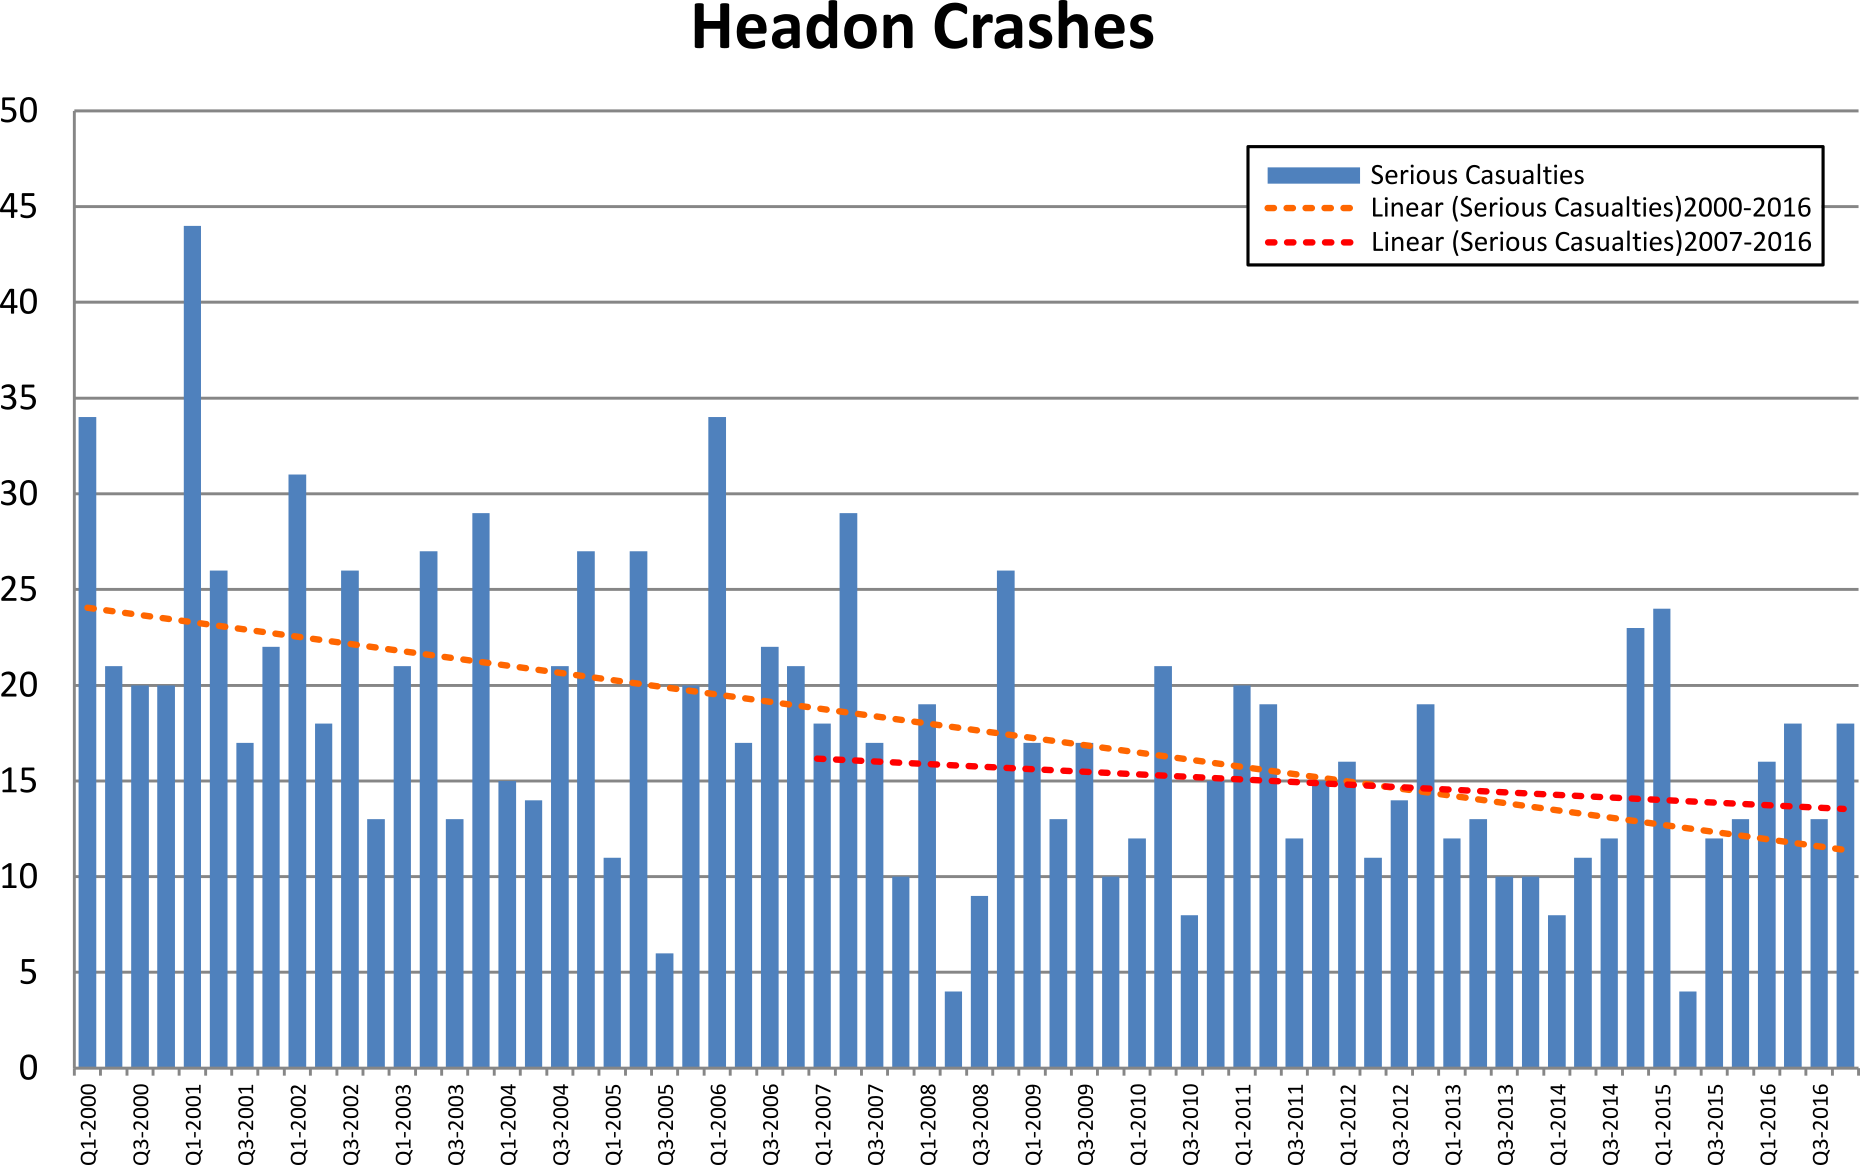 Headon Crashes
50
45
40
35
30
25
20
15
10
5
0
Serious Casualties
Linear (Serious Casualties)2000-2016
Linear (Serious Casualties)2007-2016
Q1-2000
Q3-2000
Q1-2001
Q3-2001
Q1-2002
Q3-2002
Q1-2003
Q3-2003
Q1-2004
Q3-2004
Q1-2005
Q3-2005
Q1-2006
Q3-2006
Q1-2007
Q3-2007
Q1-2008
Q3-2008
Q1-2009
Q3-2009
Q1-2010
Q3-2010
Q1-2011
Q3-2011
Q1-2012
Q3-2012
Q1-2013
Q3-2013
Q1-2014
Q3-2014
Q1-2015
Q3-2015
Q1-2016
Q3-2016